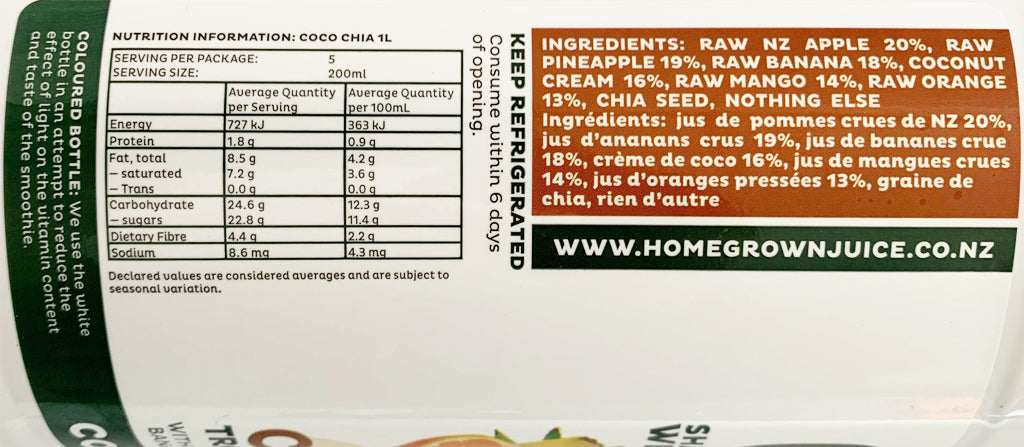 COLOURED BOTTLE: We use the white
bottle in an attempt to reduce the
effect of light on the vitamin content
and taste of the smoothie.
NUTRITION INFORMATION: COCO CHIA 1L
SERVING PER PACKAGE: 5
SERVING SIZE: 200ml
Average Quantity per Serving Average Quantity per 100mL
Energy 727 kJ 363 kJ
Protein 1.8 g 0.9 g
Fat, total 8.5 g 4.2 g
– saturated 7.2 g 3.6 g
– Trans 0.0 g 0.0 g
Carbohydrate 24.6 g 12.3 g
– sugars 22.8 g 11.4 g
Dietary Fibre 4.4 g 2.2 g
Sodium 8.6 mg 4.3 mg
Declared values are considered averages and are subject to
seasonal variation.
KEEP REFRIGERATED
Consume within 6 days
of opening.
INGREDIENTS: RAW NZ APPLE 20%, RAW
PINEAPPLE 19%, RAW BANANA 18%, COCONUT
CREAM 16%, RAW MANGO 14%, RAW ORANGE
13%, CHIA SEED, NOTHING ELSE
Ingrédients: jus de pommes crues de NZ 20%,
jus d'ananans crus 19%, jus de bananes crue
18%, crème de coco 16%, jus de mangues crues
14%, jus d'oranges pressées 13%, graine de
chia, rien d'autre
WWW.HOMEGROWNJUICE.CO.NZ